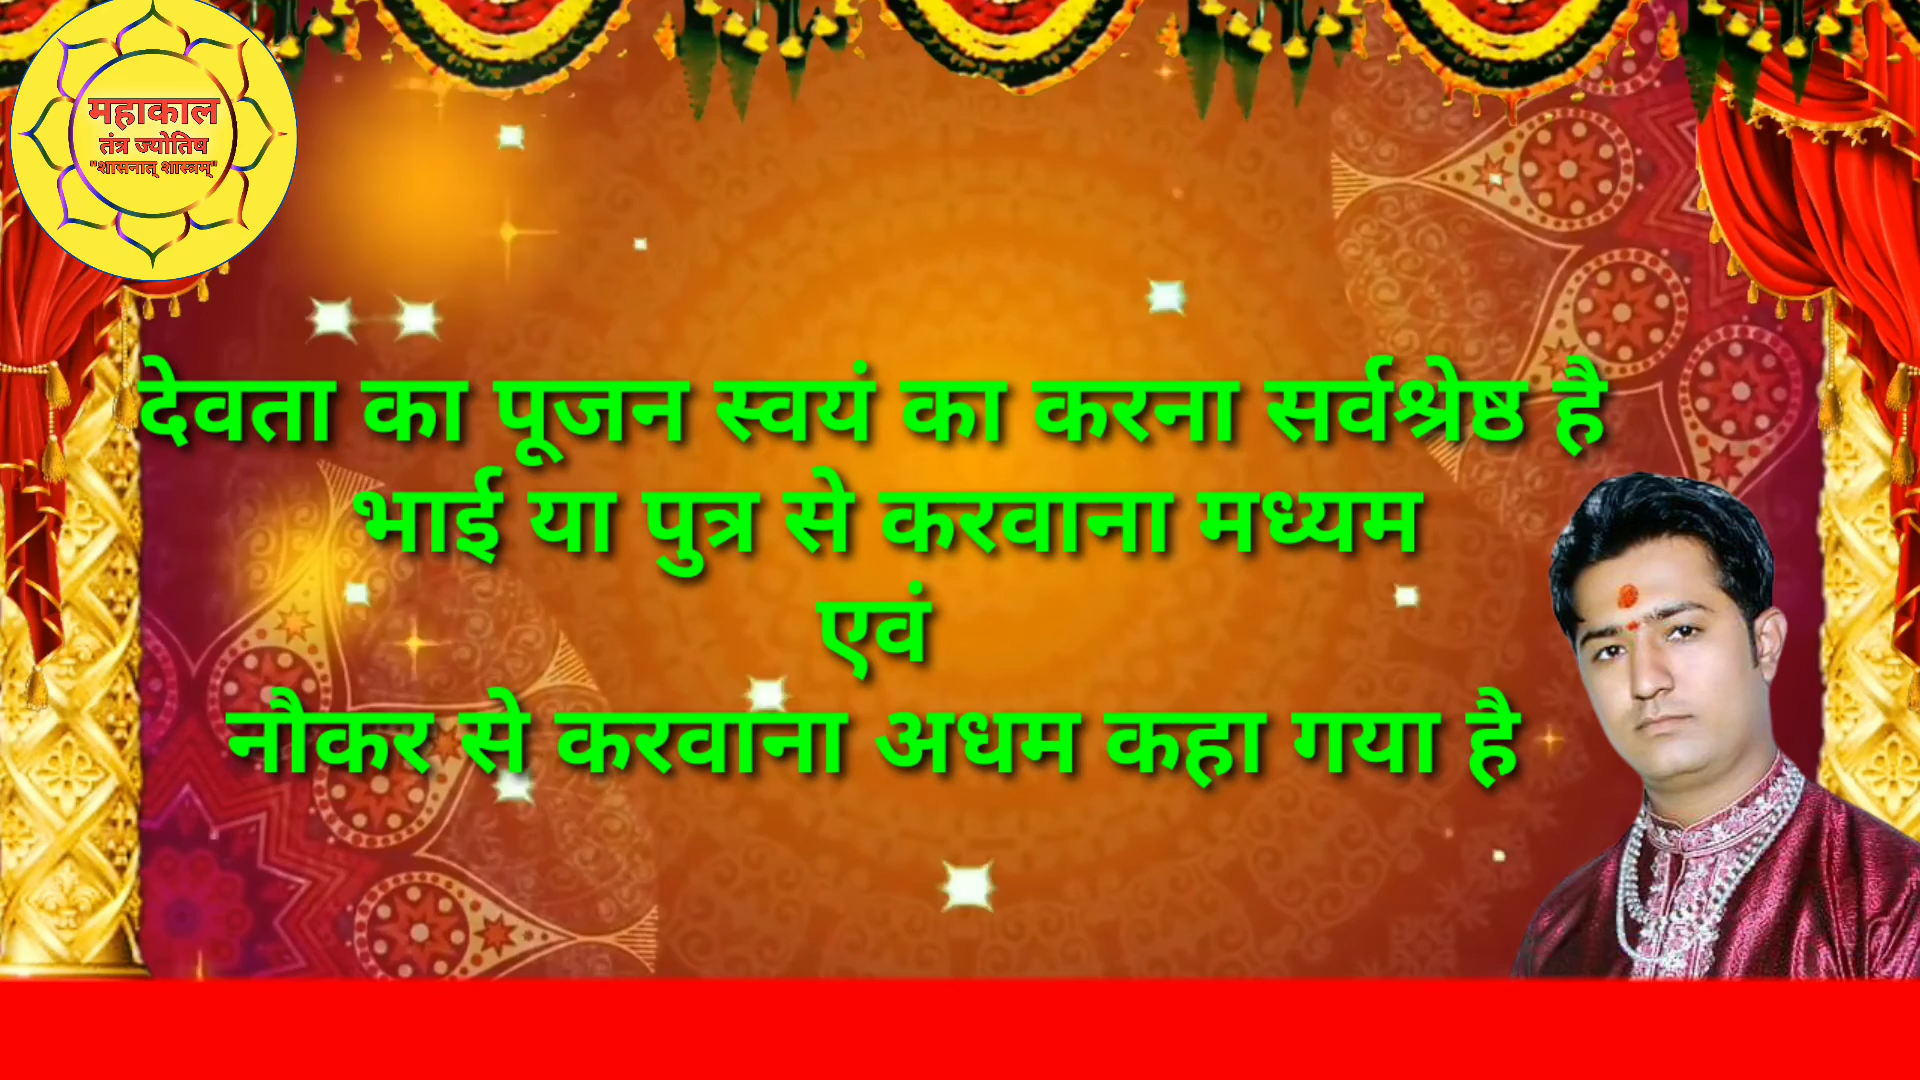 महाकाल
तंत्र ज्योतिष
"शासनात् शास्त्रम्"
देवता का पूजन स्वयं का करना सर्वश्रेष्ठ है
भाई या पुत्र से करवाना मध्यम
एवं
नौकर से करवाना अधम कहा गया है